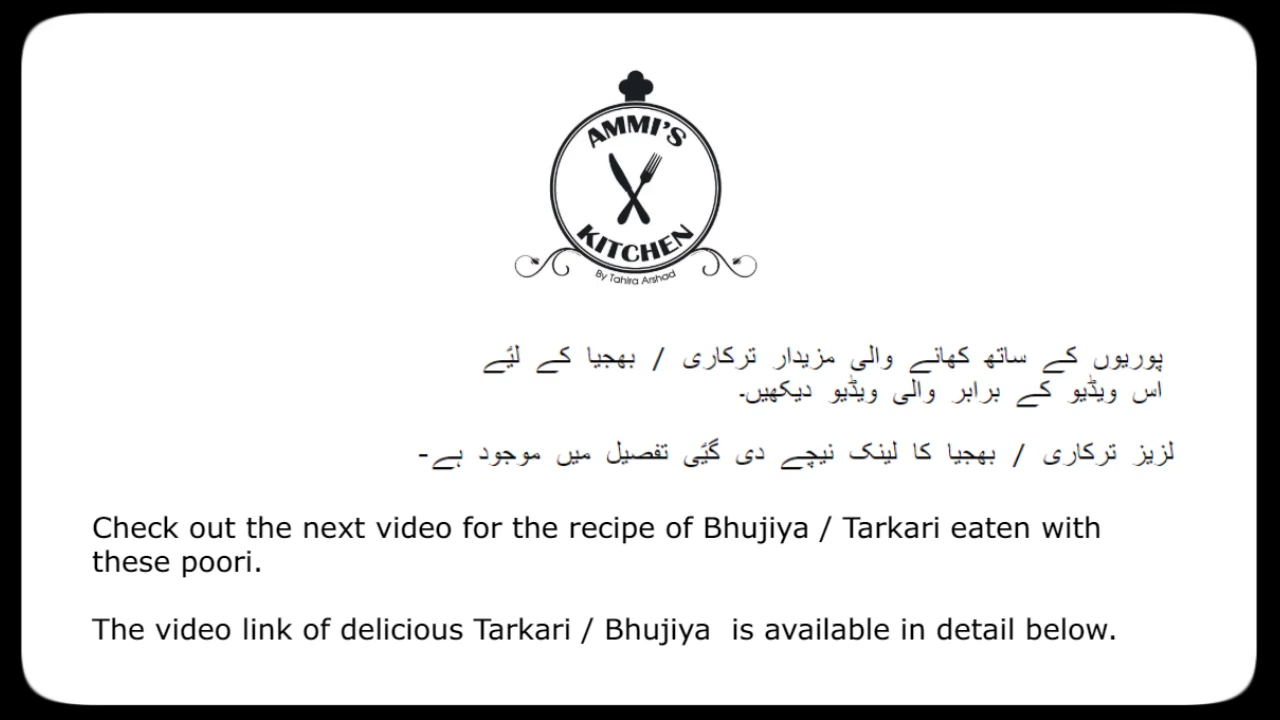 AMMI'S
KITCHEN
By Tahira Arshad
پوریوں کے ساتھ کھانے والی مزیدار ترکاری / بھجیا کے لیٔے
اس ویڈیو کے برابر والی ویڈیو دیکھیں۔
لزیز ترکاری / بھجیا کا لینک نیچے دی گیٔی تفصیل میں موجود ہے-
Check out the next video for the recipe of Bhujiya / Tarkari eaten with
these poori.
The video link of delicious Tarkari / Bhujiya  is available in detail below.